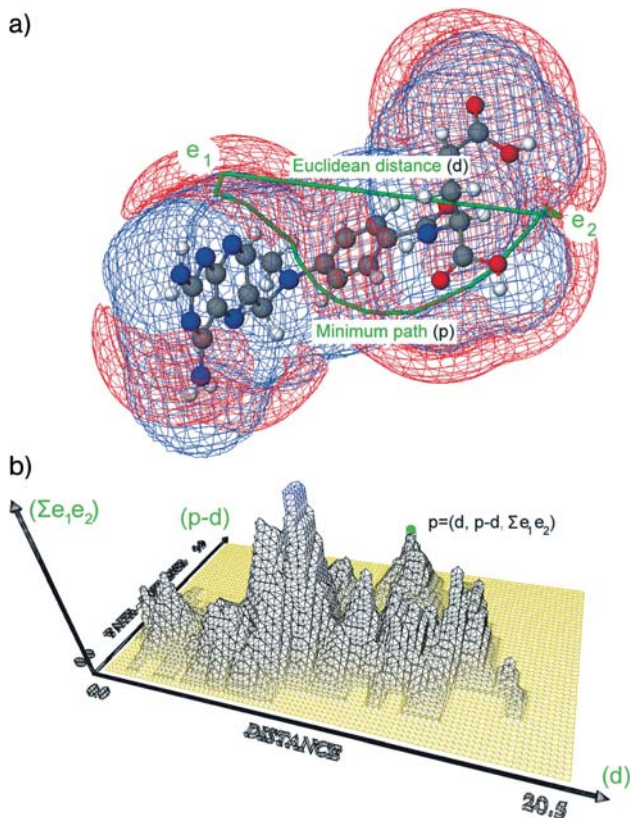 a)
e₁
Euclidean distance (d)
e₂
Minimum path (p)
b)
(Σe₁e₂)
(p-d)
p=(d, p-d, Σe₁e₂)
DISTANCE
(d)
20.5